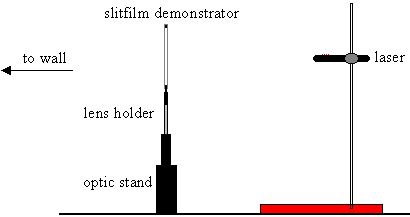 slitfilm demonstrator
to wall
laser
lens holder
optic stand